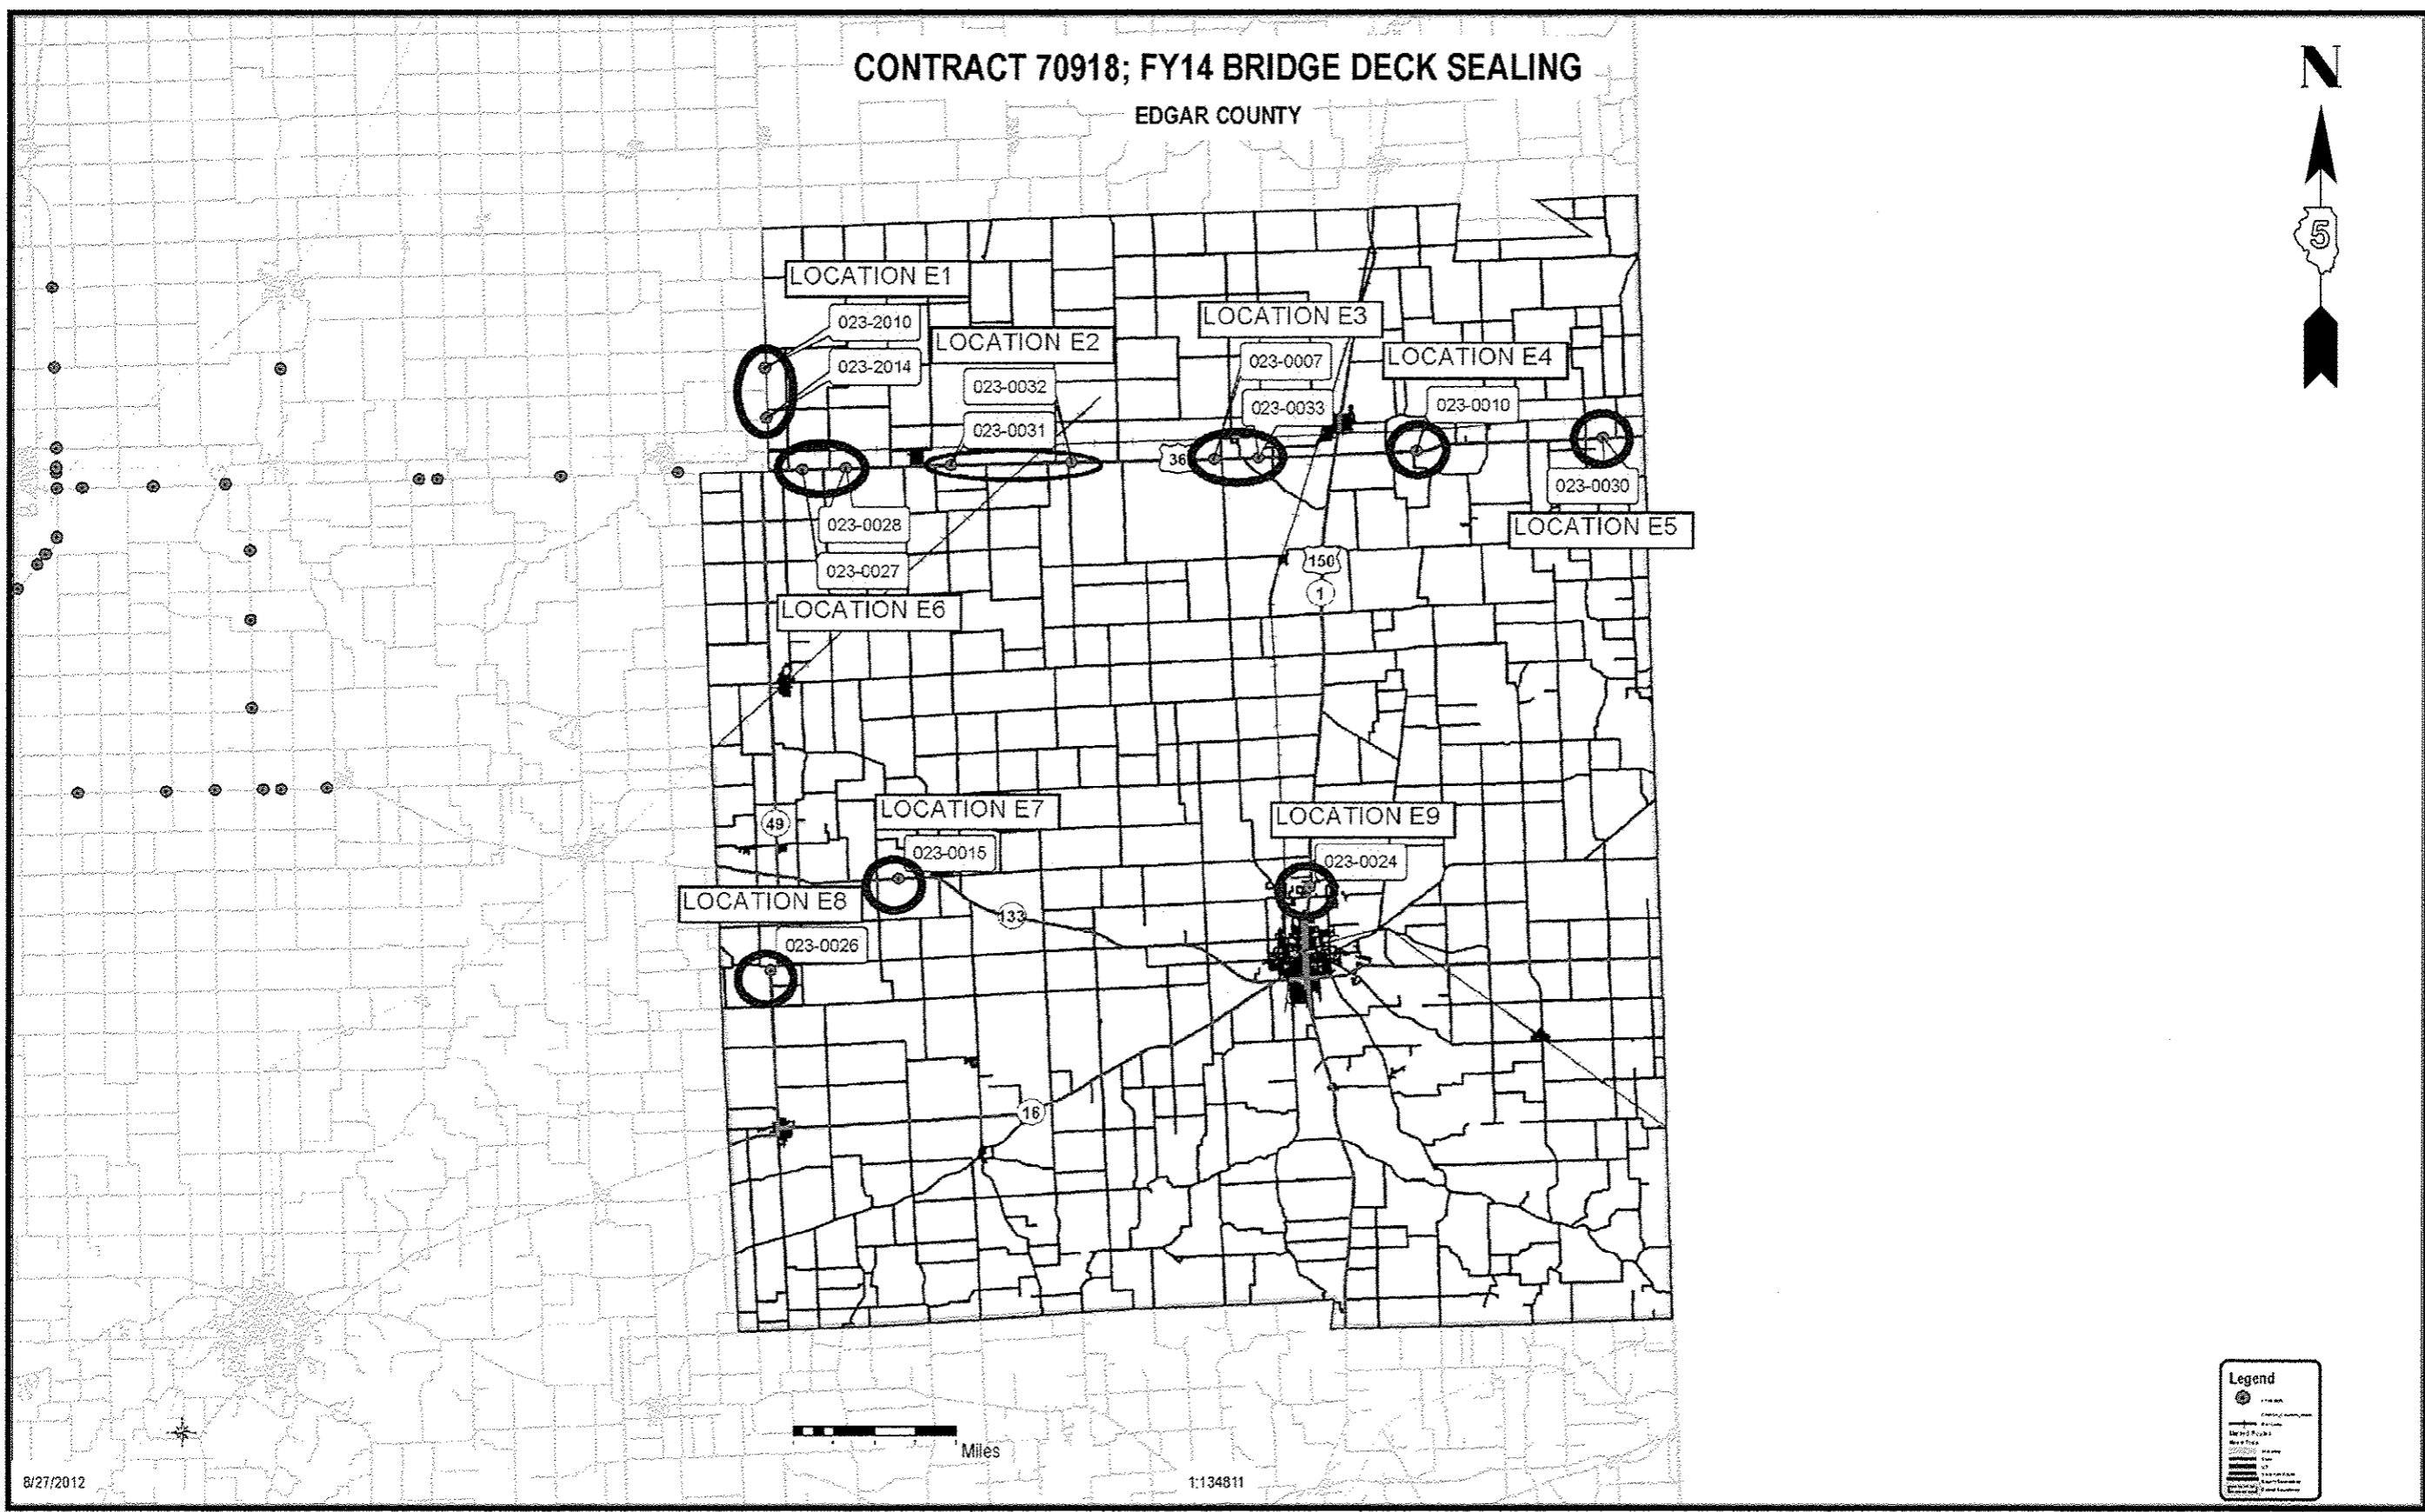 CONTRACT 70918; FY14 BRIDGE DECK SEALING
EDGAR COUNTY
N
5
LOCATION E1
023-2010
023-2014
LOCATION E2
023-0032
023-0031
LOCATION E3
023-0007
023-0033
LOCATION E4
023-0010
36
023-0030
LOCATION E5
023-0028
023-0027
LOCATION E6
150
1
49
LOCATION E7
023-0015
LOCATION E9
023-0024
LOCATION E8
133
023-0026
16
Miles
8/27/2012
1:134811
Legend